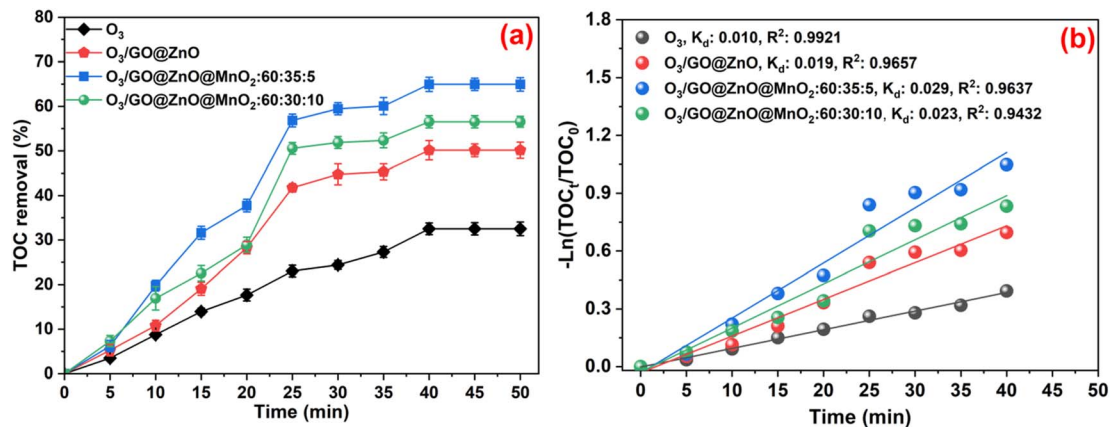 (a)
O₃
O₃/GO@ZnO
O₃/GO@ZnO@MnO₂:60:35:5
O₃/GO@ZnO@MnO₂:60:30:10
TOC removal (%)
80
70
60
50
40
30
20
10
0
0 5 10 15 20 25 30 35 40 45 50
Time (min)
(b)
O₃, K_d: 0.010, R²: 0.9921
O₃/GO@ZnO, K_d: 0.019, R²: 0.9657
O₃/GO@ZnO@MnO₂:60:35:5, K_d: 0.029, R²: 0.9637
O₃/GO@ZnO@MnO₂:60:30:10, K_d: 0.023, R²: 0.9432
-Ln(TOC_t/TOC₀)
1.8
1.5
1.2
0.9
0.6
0.3
0.0
0 5 10 15 20 25 30 35 40 45 50
Time (min)